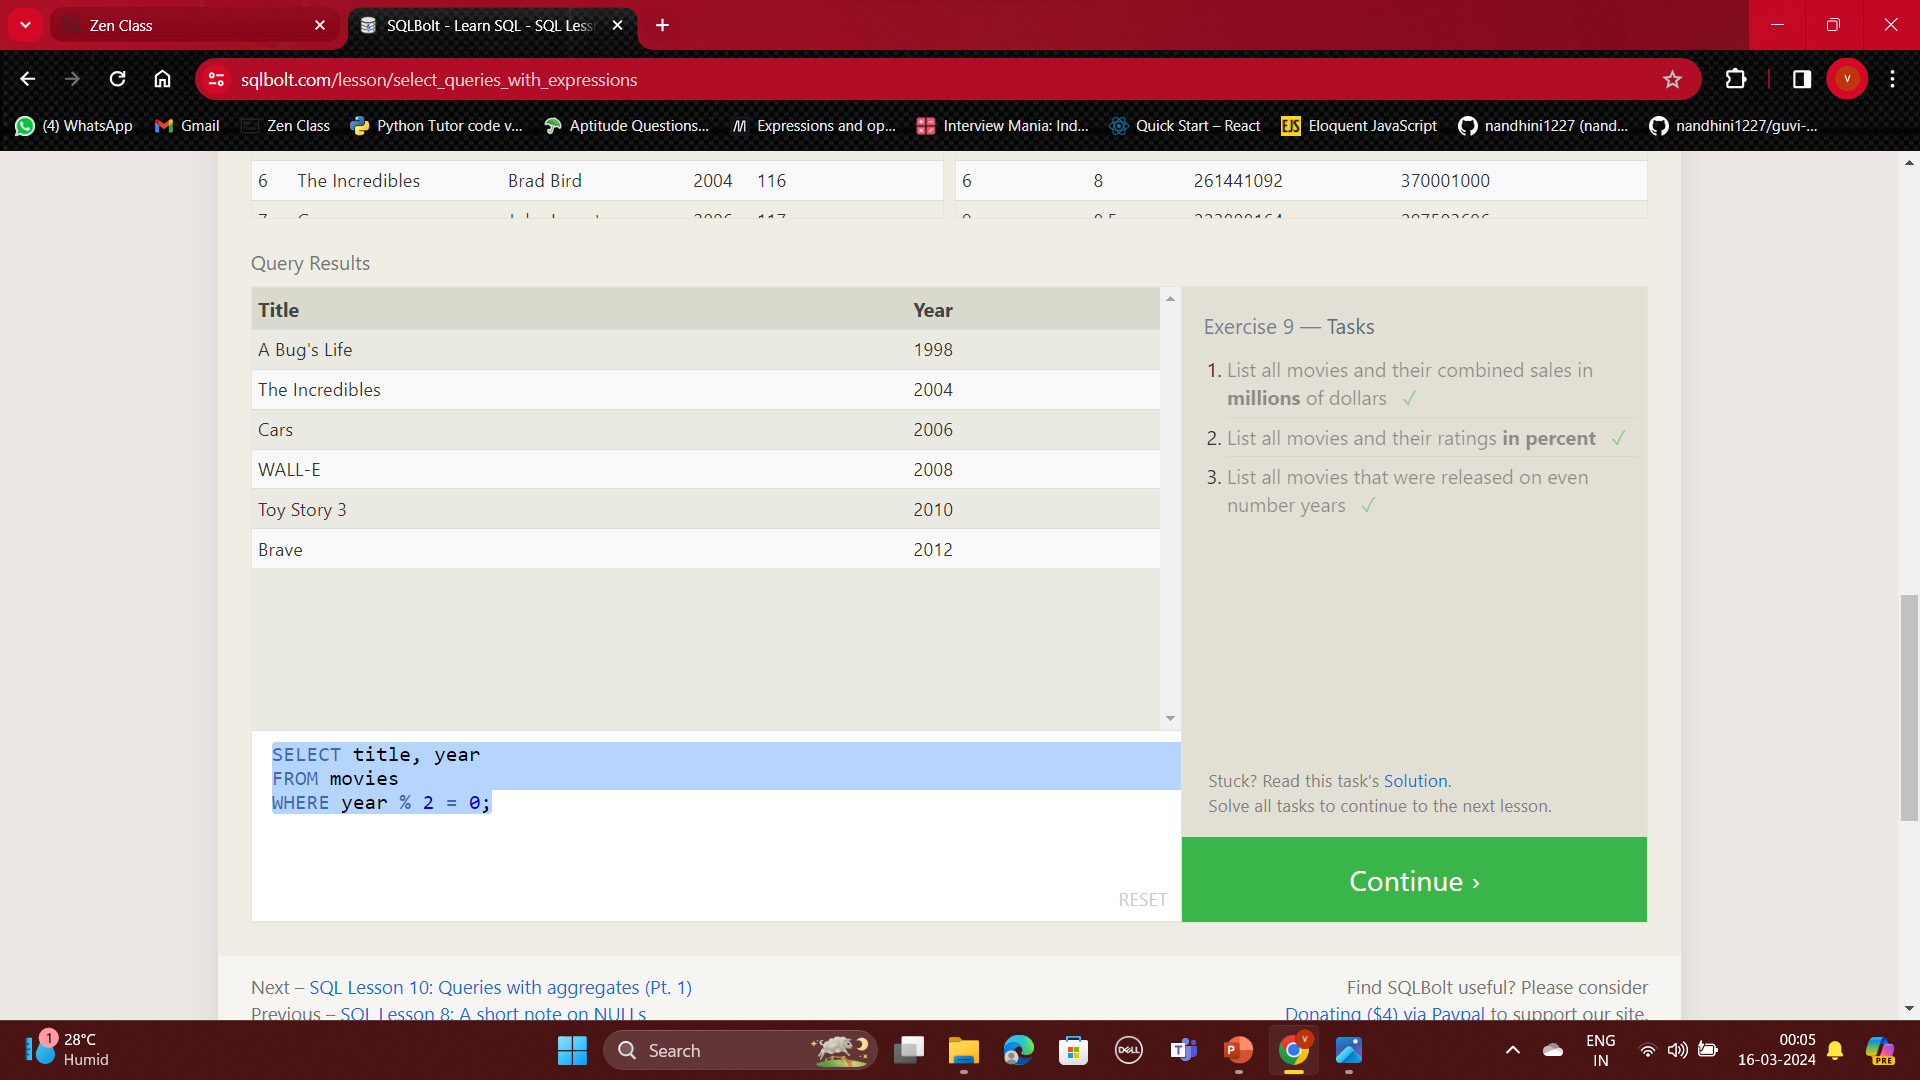 Zen Class
SQLBolt - Learn SQL - SQL Less
sqlbolt.com/lesson/select_queries_with_expressions
V
(4) WhatsApp
Gmail
Zen Class
Python Tutor code v...
Aptitude Questions...
Expressions and op...
Interview Mania: Ind...
Quick Start – React
EJS Eloquent JavaScript
nandhini1227 (nand...
nandhini1227/guvi-...
6 The Incredibles Brad Bird 2004 116
6 8 261441092 370001000
Query Results
Title Year
A Bug's Life 1998
The Incredibles 2004
Cars 2006
WALL-E 2008
Toy Story 3 2010
Brave 2012
Exercise 9 — Tasks
1. List all movies and their combined sales in
millions of dollars ✓
2. List all movies and their ratings in percent ✓
3. List all movies that were released on even
number years ✓
SELECT title, year
FROM movies
WHERE year % 2 = 0;
RESET
Stuck? Read this task's Solution.
Solve all tasks to continue to the next lesson.
Continue ›
Next – SQL Lesson 10: Queries with aggregates (Pt. 1)
Previous – SQL Lesson 8: A short note on NULLs
Find SQLBolt useful? Please consider
Donating ($4) via Paypal to support our site.
1
28°C
Humid
Search
DELL
V
ENG
IN
00:05
16-03-2024
PRE